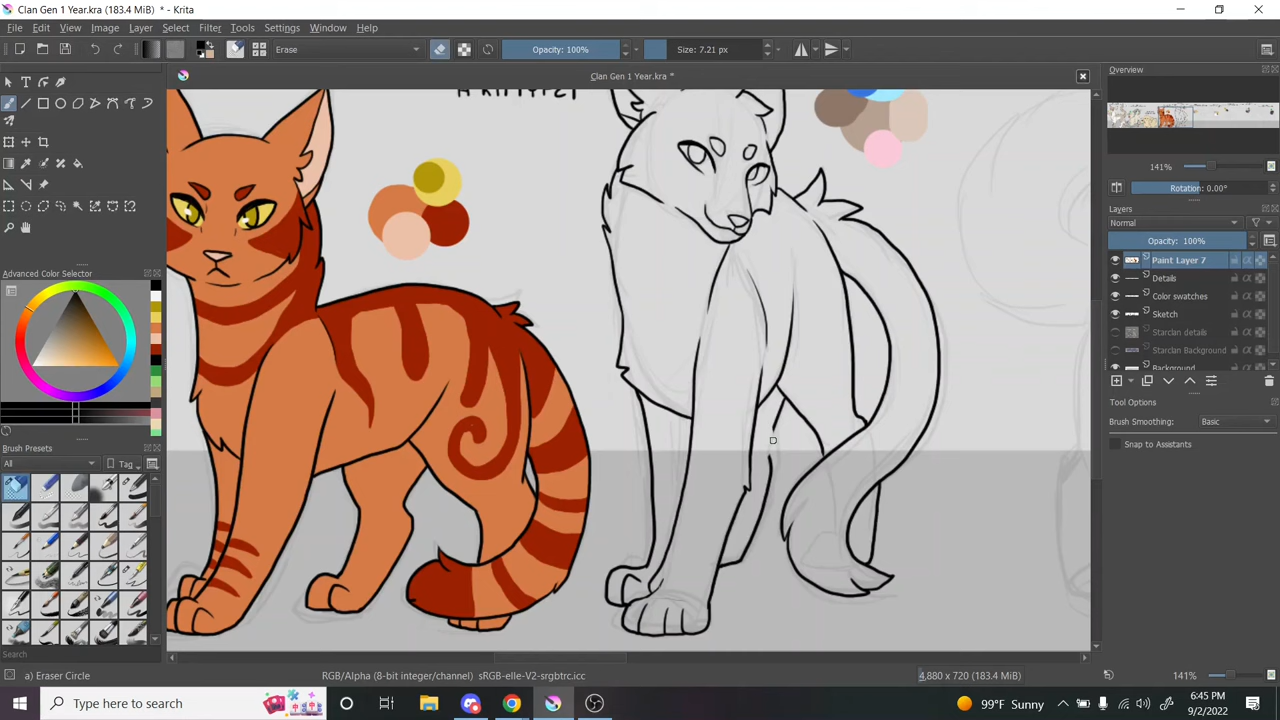 Clan Gen 1 Year.kra (183.4 MiB) * - Krita
File Edit View Image Layer Select Filter Tools Settings Window Help
Erase Opacity: 100% Size: 7.21 px
Clan Gen 1 Year.kra *
Overview
141%
Rotation: 0.00°
Layers
Normal
Opacity: 100%
Paint Layer 7
Details
Color swatches
Sketch
Starclan details
Starclan Background
Background
Tool Options
Brush Smoothing: Basic
Snap to Assistants
Advanced Color Selector
Brush Presets
All Tag
Search
a) Eraser Circle RGB/Alpha (8-bit integer/channel) sRGB-elle-V2-srgbtrc.icc 4,880 x 720 (183.4 MiB) 141%
Type here to search 99°F Sunny 6:45 PM
9/2/2022